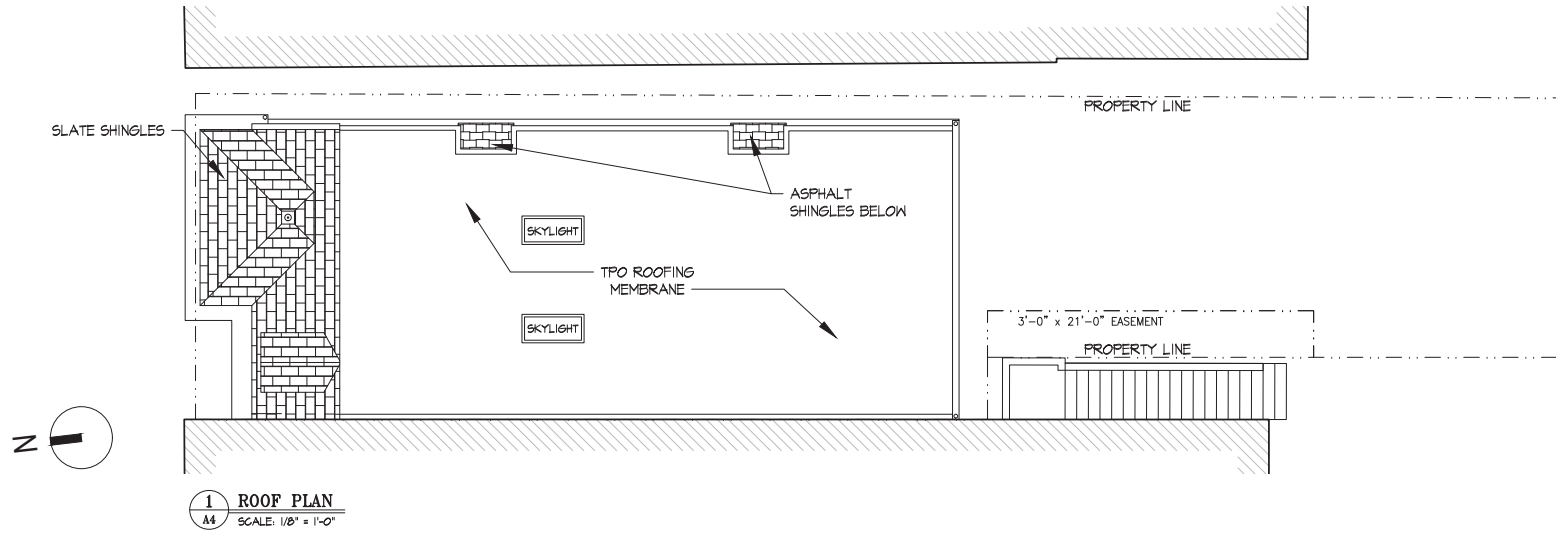 PROPERTY LINE
SLATE SHINGLES
ASPHALT
SHINGLES BELOW
SKYLIGHT
TPO ROOFING
MEMBRANE
SKYLIGHT
3'-0" x 21'-0" EASEMENT
PROPERTY LINE
N
1
A4
ROOF PLAN
SCALE: 1/8" = 1'-0"